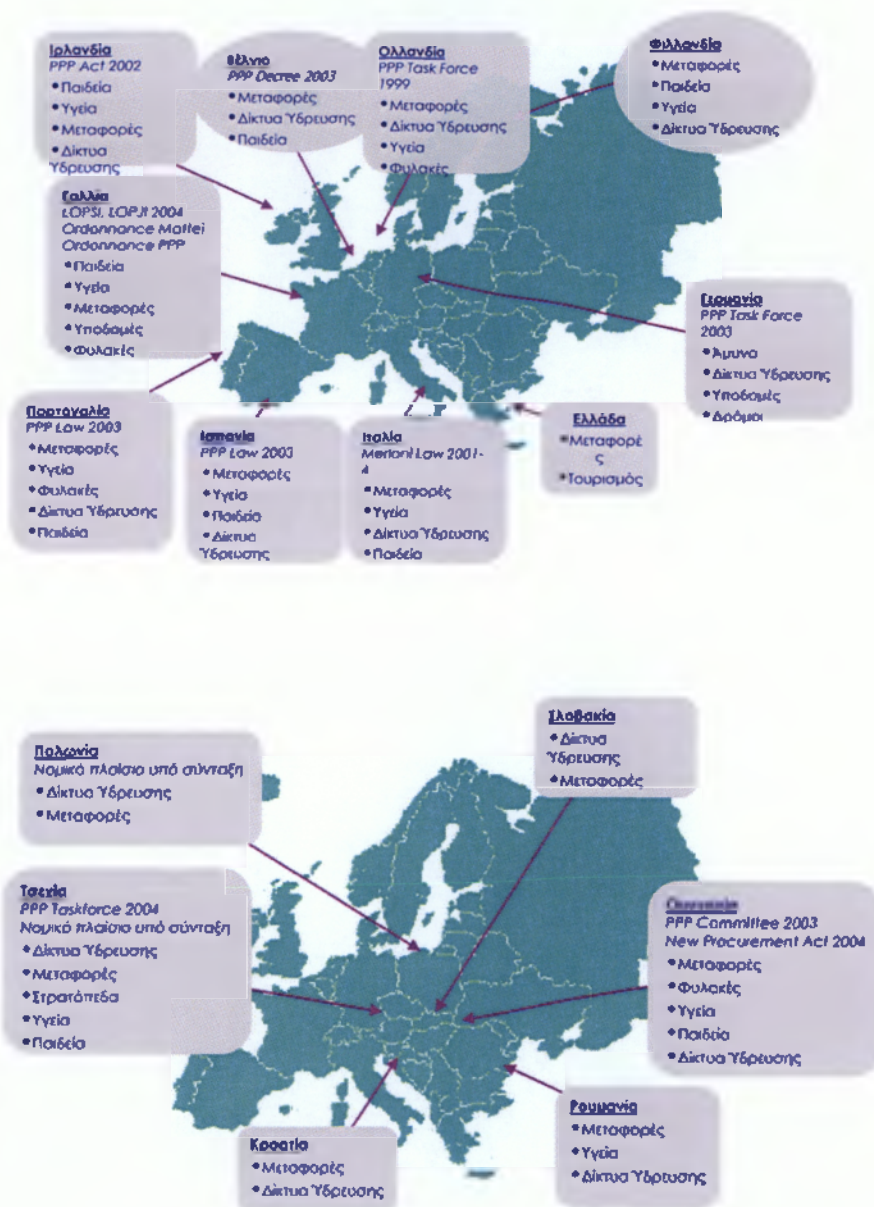 Ιρλανδία
PPP Act 2002
• Παιδεία
• Υγεία
• Μεταφορές
• Δίκτυα
Ύδρευσης
Βέλγιο
PPP Decree 2003
• Μεταφορές
• Δίκτυα Ύδρευσης
• Παιδεία
Ολλανδία
PPP Task Force
1999
• Μεταφορές
• Δίκτυα Ύδρευσης
• Υγεία
• Φυλακές
Φιλλανδία
• Μεταφορές
• Παιδεία
• Υγεία
• Δίκτυα Ύδρευσης
Γαλλία
LOPSI, LOPJI 2004
Ordonnance Mattei
Ordonnance PPP
• Παιδεία
• Υγεία
• Μεταφορές
• Υποδομές
• Φυλακές
Γερμανία
PPP Task Force
2003
• Άμυνα
• Δίκτυα Ύδρευσης
• Υποδομές
• Δρόμοι
Πορτογαλία
PPP Law 2003
• Μεταφορές
• Υγεία
• Φυλακές
• Δίκτυα Ύδρευσης
• Παιδεία
Ισπανία
PPP Law 2003
• Μεταφορές
• Υγεία
• Παιδεία
• Δίκτυα
Ύδρευσης
Ιταλία
Merloni Law 2001-
4
• Μεταφορές
• Υγεία
• Δίκτυα Ύδρευσης
• Παιδεία
Ελλάδα
• Μεταφορέ
ς
• Τουρισμός
Σλοβακία
• Δίκτυα
Ύδρευσης
• Μεταφορές
Πολωνία
Νομικό πλαίσιο υπό σύνταξη
• Δίκτυα Ύδρευσης
• Μεταφορές
Τσεχία
PPP Taskforce 2004
Νομικό πλαίσιο υπό σύνταξη
• Δίκτυα Ύδρευσης
• Μεταφορές
• Στρατόπεδα
• Υγεία
• Παιδεία
PPP Committee 2003
New Procurement Act 2004
• Μεταφορές
• Φυλακές
• Υγεία
• Παιδεία
• Δίκτυα Ύδρευσης
Κροατία
• Μεταφορές
• Δίκτυα Ύδρευσης
Ρουμανία
• Μεταφορές
• Υγεία
• Δίκτυα Ύδρευσης